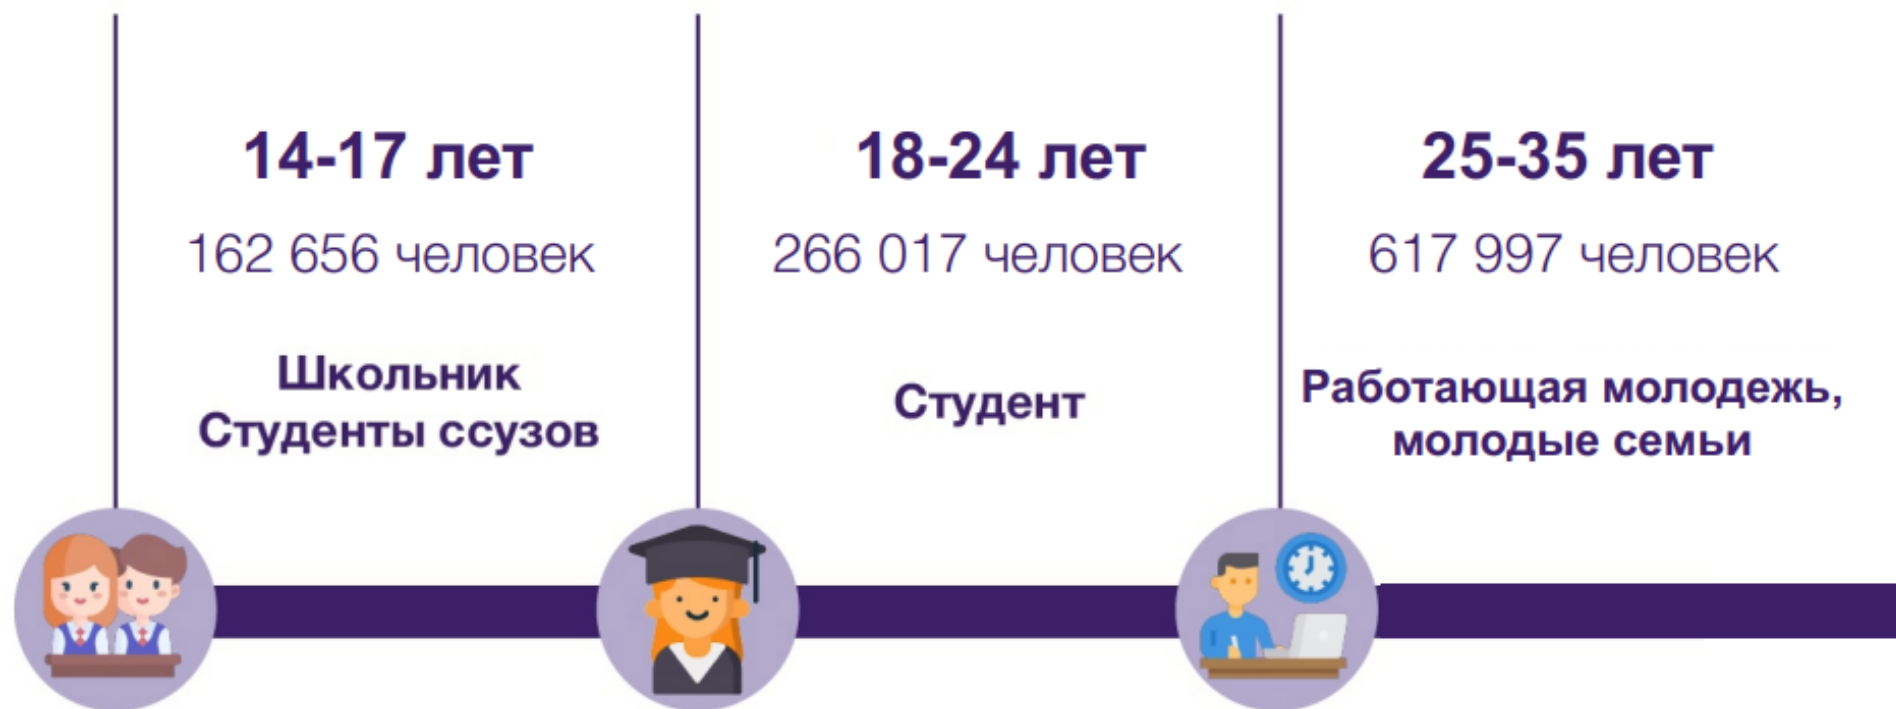 14-17 лет
162 656 человек
Школьник
Студенты ссузов
18-24 лет
266 017 человек
Студент
25-35 лет
617 997 человек
Работающая молодежь,
молодые семьи